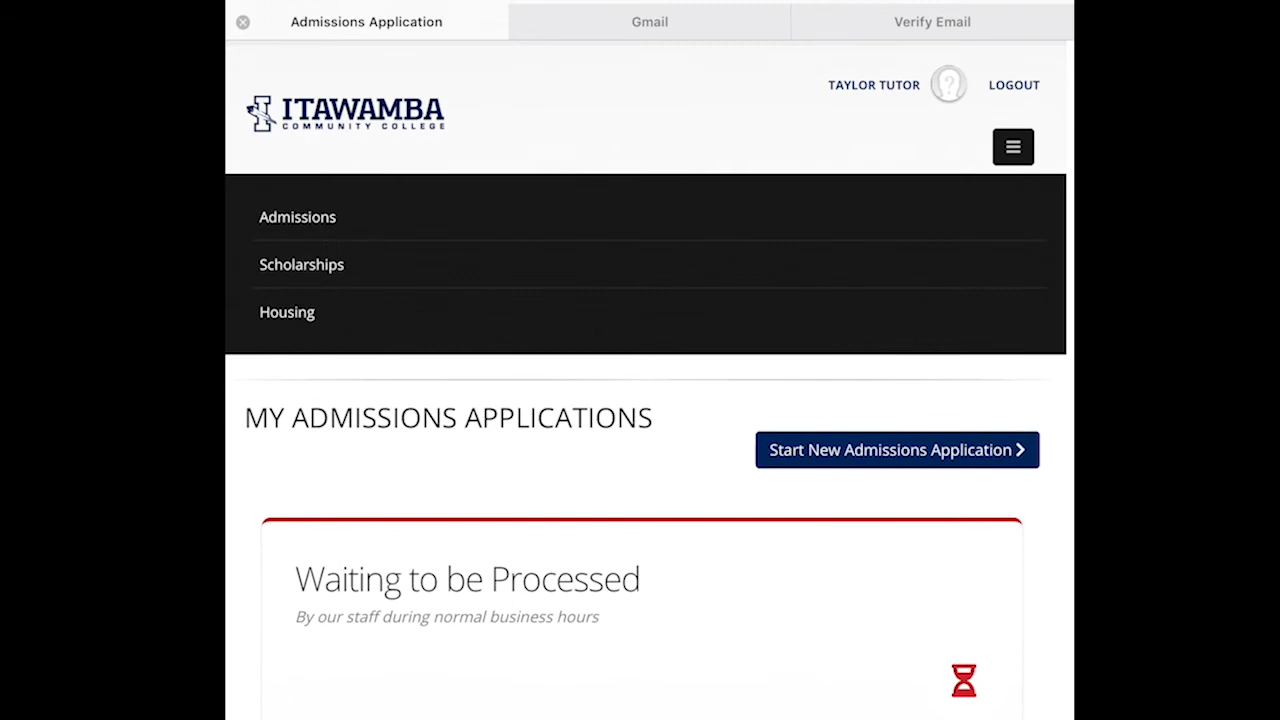 Admissions Application
Gmail
Verify Email
TAYLOR TUTOR
LOGOUT
ITAWAMBA
COMMUNITY COLLEGE
Admissions
Scholarships
Housing
MY ADMISSIONS APPLICATIONS
Start New Admissions Application
Waiting to be Processed
By our staff during normal business hours